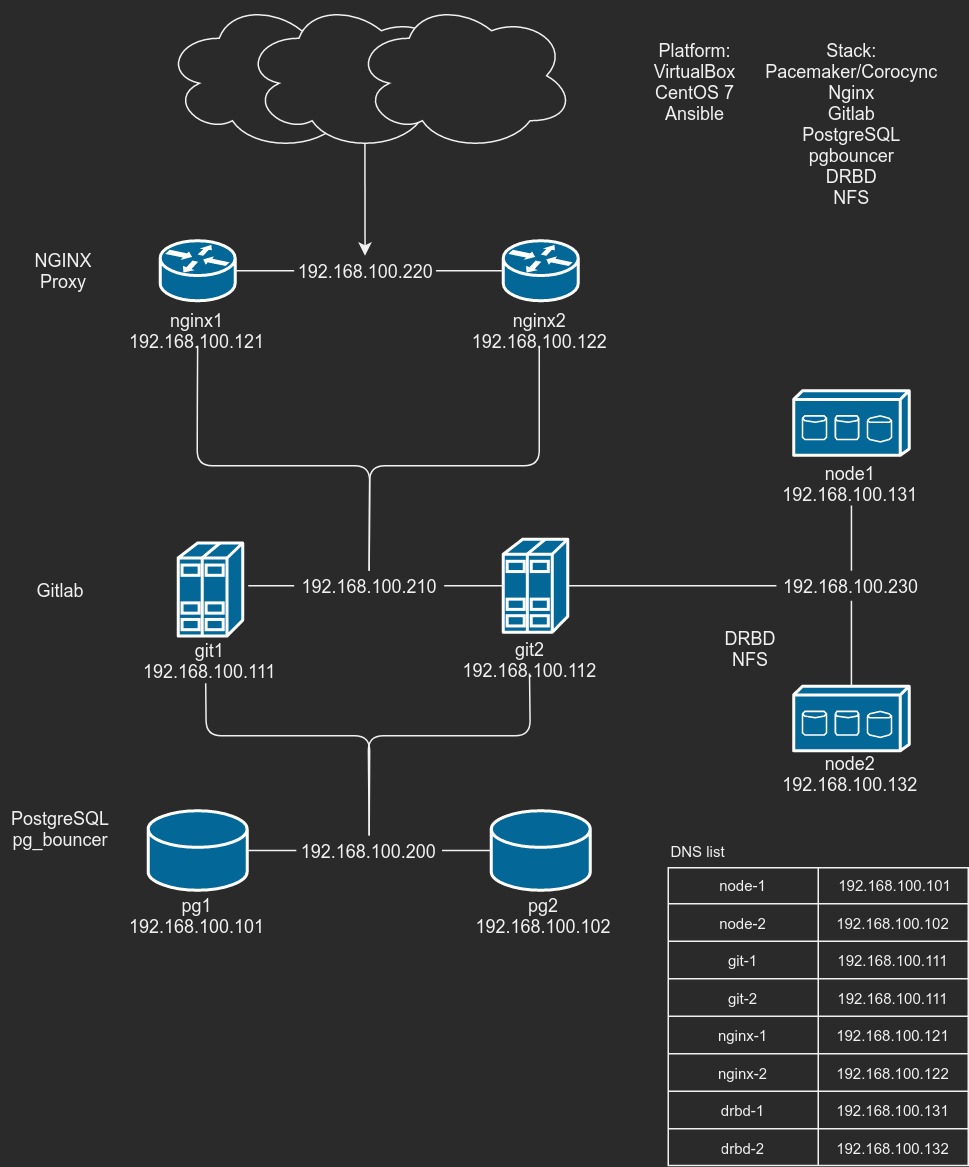 Platform:
VirtualBox
CentOS 7
Ansible
Stack:
Pacemaker/Corocync
Nginx
Gitlab
PostgreSQL
pgbouncer
DRBD
NFS
NGINX
Proxy
192.168.100.220
nginx1
192.168.100.121
nginx2
192.168.100.122
node1
192.168.100.131
Gitlab
192.168.100.210
192.168.100.230
git1
192.168.100.111
git2
192.168.100.112
DRBD
NFS
node2
192.168.100.132
PostgreSQL
pg_bouncer
192.168.100.200
pg1
192.168.100.101
pg2
192.168.100.102
DNS list
node-1 192.168.100.101
node-2 192.168.100.102
git-1 192.168.100.111
git-2 192.168.100.111
nginx-1 192.168.100.121
nginx-2 192.168.100.122
drbd-1 192.168.100.131
drbd-2 192.168.100.132